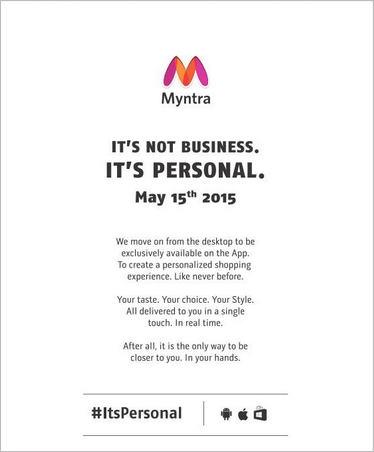 Myntra
IT'S NOT BUSINESS.
IT'S PERSONAL.
May 15th 2015
We move on from the desktop to be
exclusively available on the App.
To create a personalized shopping
experience. Like never before.
Your taste. Your choice. Your Style.
All delivered to you in a single
touch. In real time.
After all, it is the only way to be
closer to you. In your hands.
#ItsPersonal